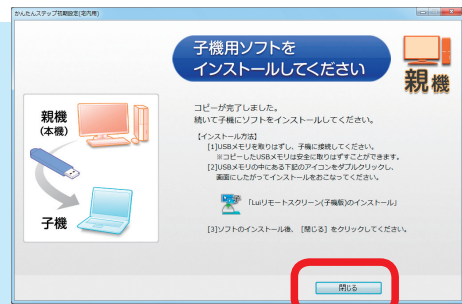 かんたんステップ初期設定(宅内用)
子機用ソフトを
インストールしてください
親機
親機
(本機)
子機
コピーが完了しました。
続いて子機にソフトをインストールしてください。
【インストール方法】
[1]USBメモリを取りはずし、子機に接続してください。
※コピーしたUSBメモリは安全に取りはずすことができます。
[2]USBメモリの中にある下記のアイコンをダブルクリックし、
画面にしたがってインストールをおこなってください。
「Luiリモートスクリーン(子機版)のインストール」
[3]ソフトのインストール後、[閉じる] をクリックしてください。
閉じる